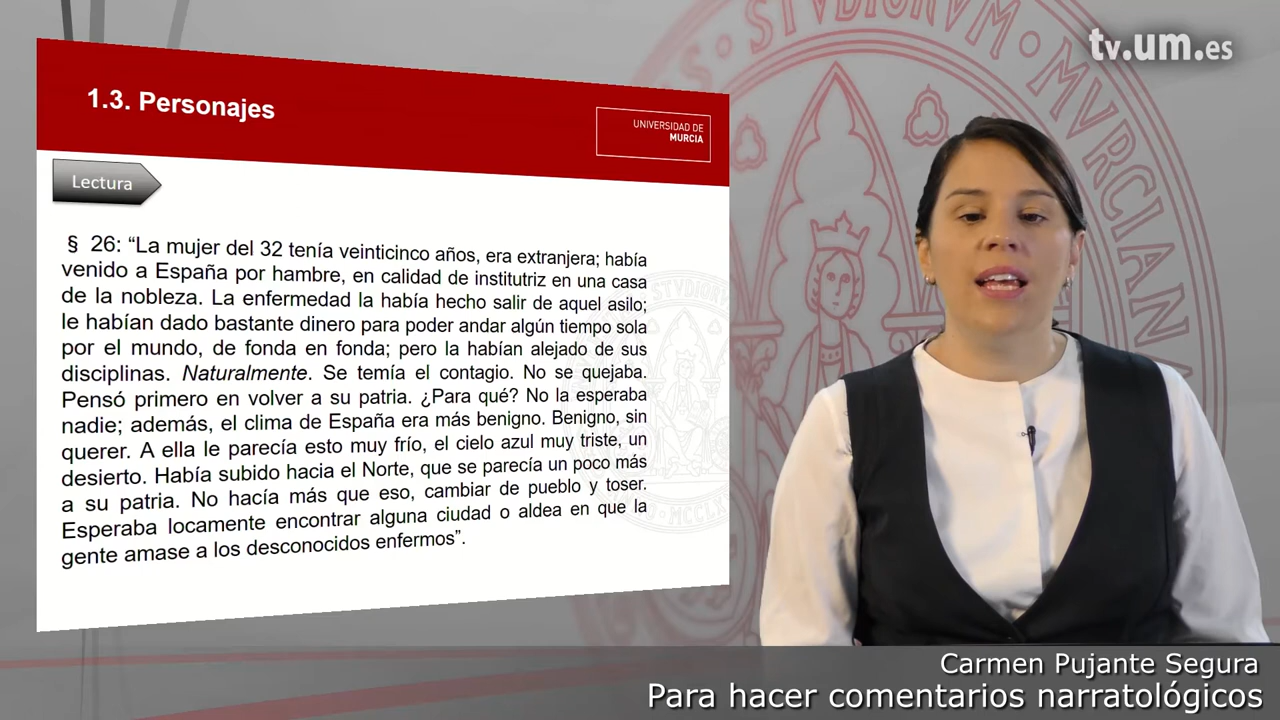 tv.um.es
1.3. Personajes
UNIVERSIDAD DE
MURCIA
Lectura
§ 26: “La mujer del 32 tenía veinticinco años, era extranjera; había
venido a España por hambre, en calidad de institutriz en una casa
de la nobleza. La enfermedad la había hecho salir de aquel asilo;
le habían dado bastante dinero para poder andar algún tiempo sola
por el mundo, de fonda en fonda; pero la habían alejado de sus
disciplinas. Naturalmente. Se temía el contagio. No se quejaba.
Pensó primero en volver a su patria. ¿Para qué? No la esperaba
nadie; además, el clima de España era más benigno. Benigno, sin
querer. A ella le parecía esto muy frío, el cielo azul muy triste, un
desierto. Había subido hacia el Norte, que se parecía un poco más
a su patria. No hacía más que eso, cambiar de pueblo y toser.
Esperaba locamente encontrar alguna ciudad o aldea en que la
gente amase a los desconocidos enfermos”.
Carmen Pujante Segura
Para hacer comentarios narratológicos